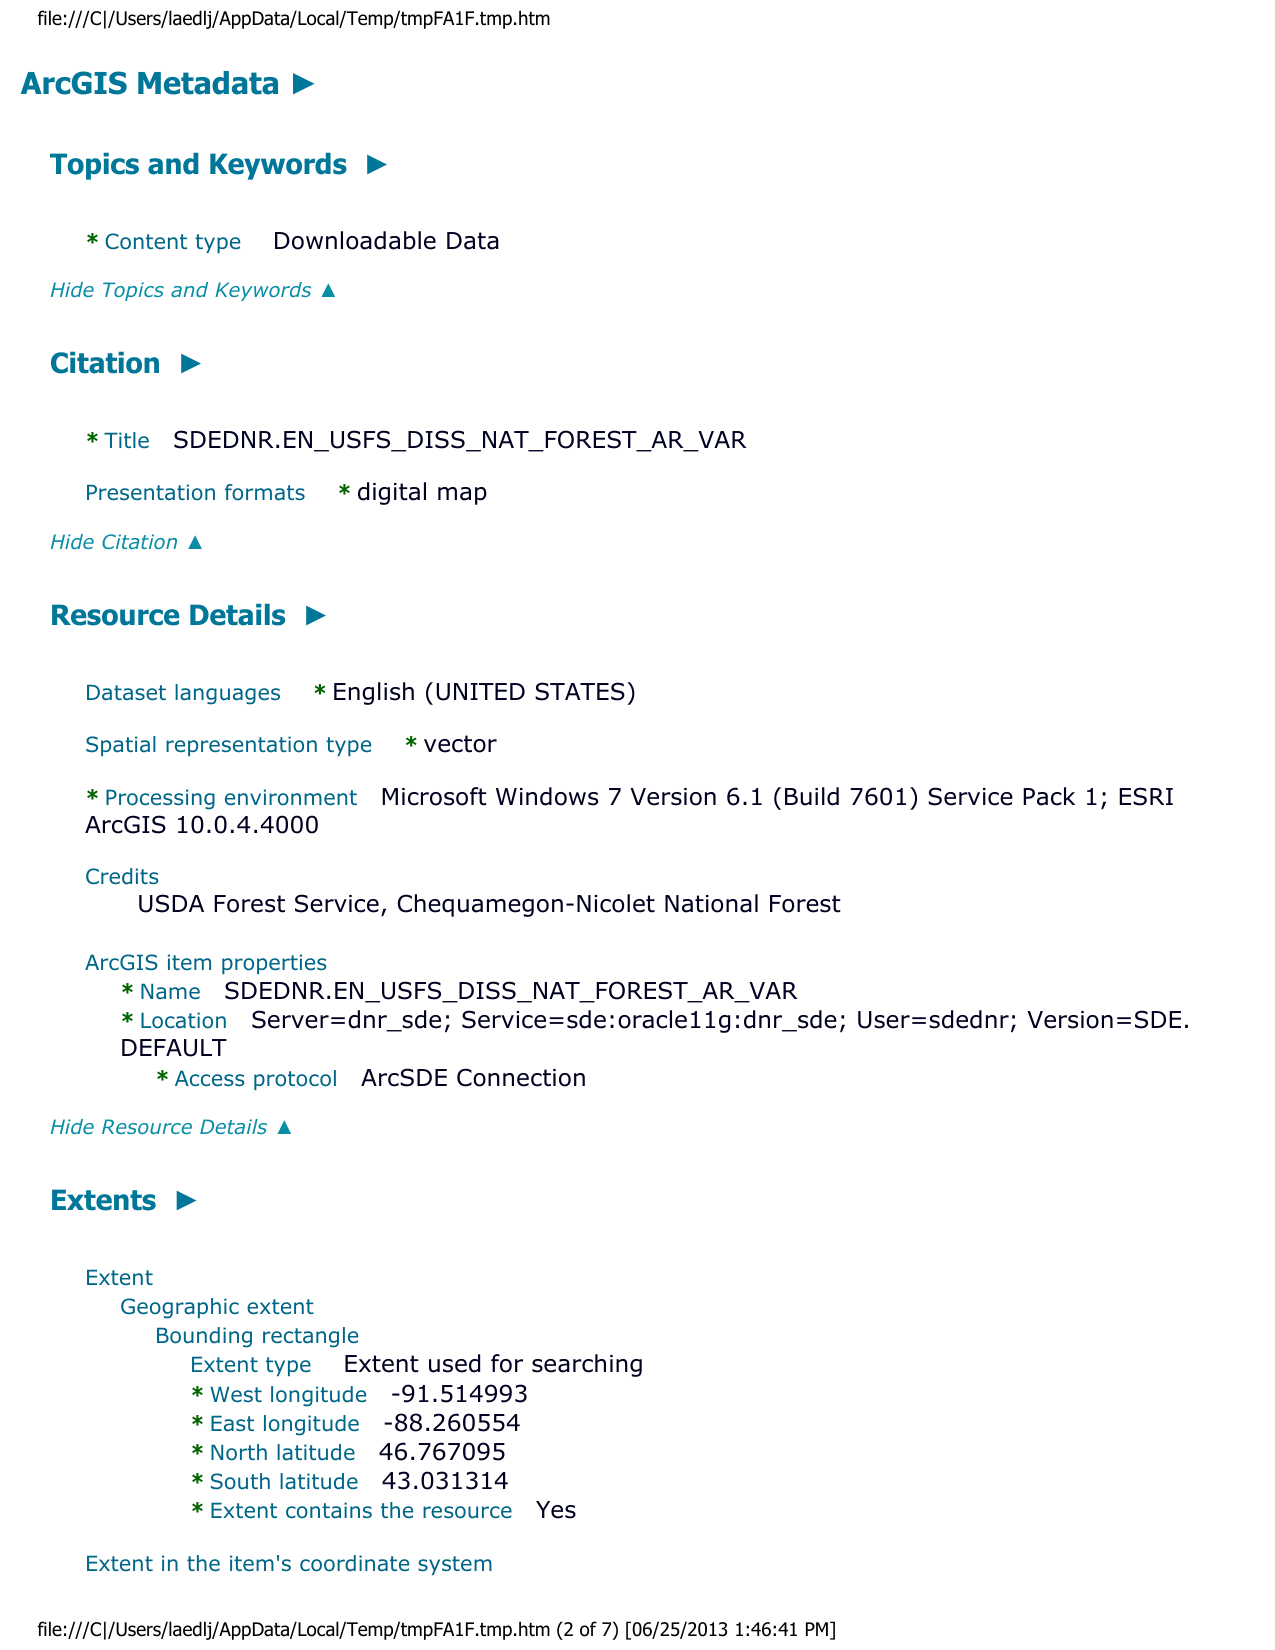 file:///C|/Users/laedlj/AppData/Local/Temp/tmpFA1F.tmp.htm
ArcGIS Metadata ►
Topics and Keywords ►
* Content type Downloadable Data
Hide Topics and Keywords ▲
Citation ►
* Title SDEDNR.EN_USFS_DISS_NAT_FOREST_AR_VAR
Presentation formats * digital map
Hide Citation ▲
Resource Details ►
Dataset languages * English (UNITED STATES)
Spatial representation type * vector
* Processing environment Microsoft Windows 7 Version 6.1 (Build 7601) Service Pack 1; ESRI
ArcGIS 10.0.4.4000
Credits
USDA Forest Service, Chequamegon-Nicolet National Forest
ArcGIS item properties
* Name SDEDNR.EN_USFS_DISS_NAT_FOREST_AR_VAR
* Location Server=dnr_sde; Service=sde:oracle11g:dnr_sde; User=sdednr; Version=SDE.
DEFAULT
* Access protocol ArcSDE Connection
Hide Resource Details ▲
Extents ►
Extent
Geographic extent
Bounding rectangle
Extent type Extent used for searching
* West longitude -91.514993
* East longitude -88.260554
* North latitude 46.767095
* South latitude 43.031314
* Extent contains the resource Yes
Extent in the item's coordinate system
file:///C|/Users/laedlj/AppData/Local/Temp/tmpFA1F.tmp.htm (2 of 7) [06/25/2013 1:46:41 PM]